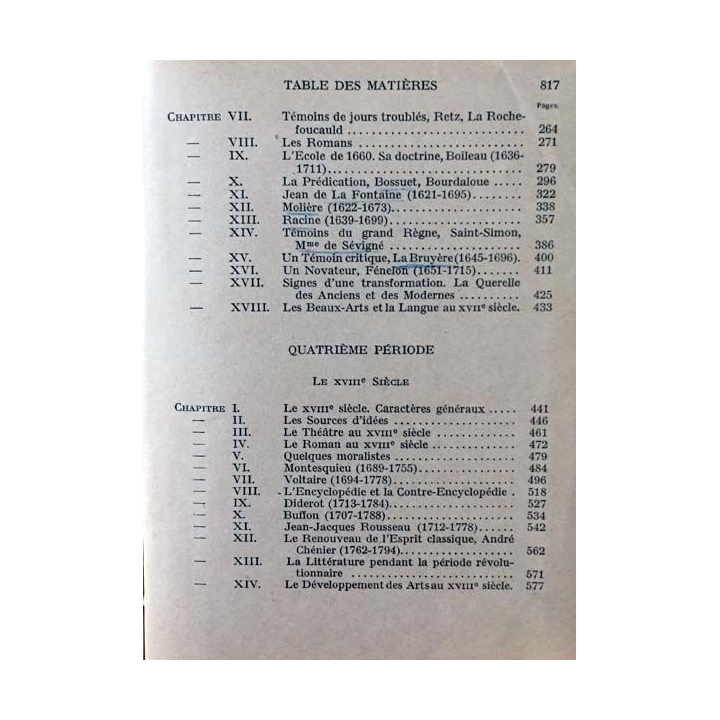 TABLE DES MATIÈRES 817
Pages.
CHAPITRE VII. Témoins de jours troublés, Retz, La Roche-
foucauld ........................... 264
— VIII. Les Romans .......................... 271
— IX. L'Ecole de 1660. Sa doctrine, Boileau (1636-
1711).............................. 279
— X. La Prédication, Bossuet, Bourdaloue ..... 296
— XI. Jean de La Fontaine (1621-1695)........ 322
— XII. Molière (1622-1673).................... 338
— XIII. Racine (1639-1699).................... 357
— XIV. Témoins du grand Règne, Saint-Simon,
Mme de Sévigné ...................... 386
— XV. Un Témoin critique, La Bruyère (1645-1696). 400
— XVI. Un Novateur, Fénelon (1651-1715)....... 411
— XVII. Signes d'une transformation. La Querelle
des Anciens et des Modernes .......... 425
— XVIII. Les Beaux-Arts et la Langue au XVIIe siècle. 433
QUATRIÈME PÉRIODE
LE XVIIIe SIÈCLE
CHAPITRE I. Le XVIIIe siècle. Caractères généraux ..... 441
— II. Les Sources d'idées .................... 446
— III. Le Théâtre au XVIIIe siècle ............. 461
— IV. Le Roman au XVIIIe siècle .............. 472
— V. Quelques moralistes .................... 479
— VI. Montesquieu (1689-1755)................ 484
— VII. Voltaire (1694-1778).................... 496
— VIII. L'Encyclopédie et la Contre-Encyclopédie . 518
— IX. Diderot (1713-1784).................... 527
— X. Buffon (1707-1788).................... 534
— XI. Jean-Jacques Rousseau (1712-1778)...... 542
— XII. Le Renouveau de l'Esprit classique, André
Chénier (1762-1794).................. 562
— XIII. La Littérature pendant la période révolu-
tionnaire .......................... 571
— XIV. Le Développement des Arts au XVIIIe siècle. 577